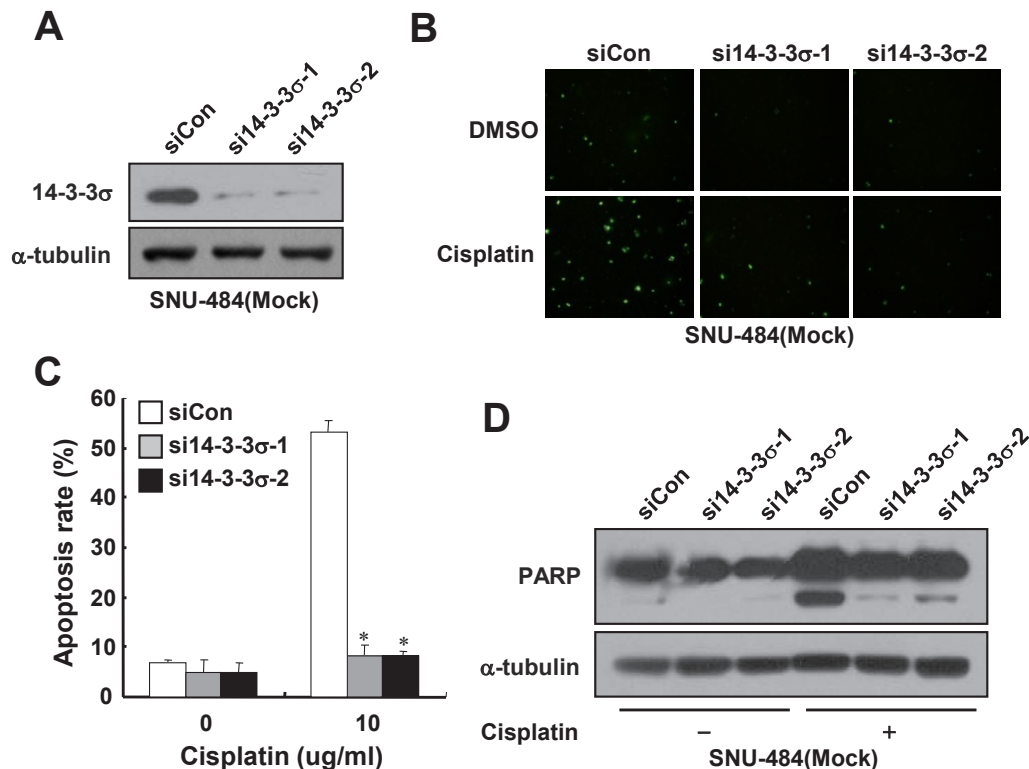 A
siCon
si14-3-3σ-1
si14-3-3σ-2
14-3-3σ
α-tubulin
SNU-484(Mock)
B
siCon si14-3-3σ-1 si14-3-3σ-2
DMSO
Cisplatin
SNU-484(Mock)
C
Apoptosis rate (%)
60
50
40
30
20
10
0
siCon
si14-3-3σ-1
si14-3-3σ-2
* *
0 10
Cisplatin (ug/ml)
D
siCon
si14-3-3σ-1
si14-3-3σ-2
siCon
si14-3-3σ-1
si14-3-3σ-2
PARP
α-tubulin
Cisplatin – +
SNU-484(Mock)